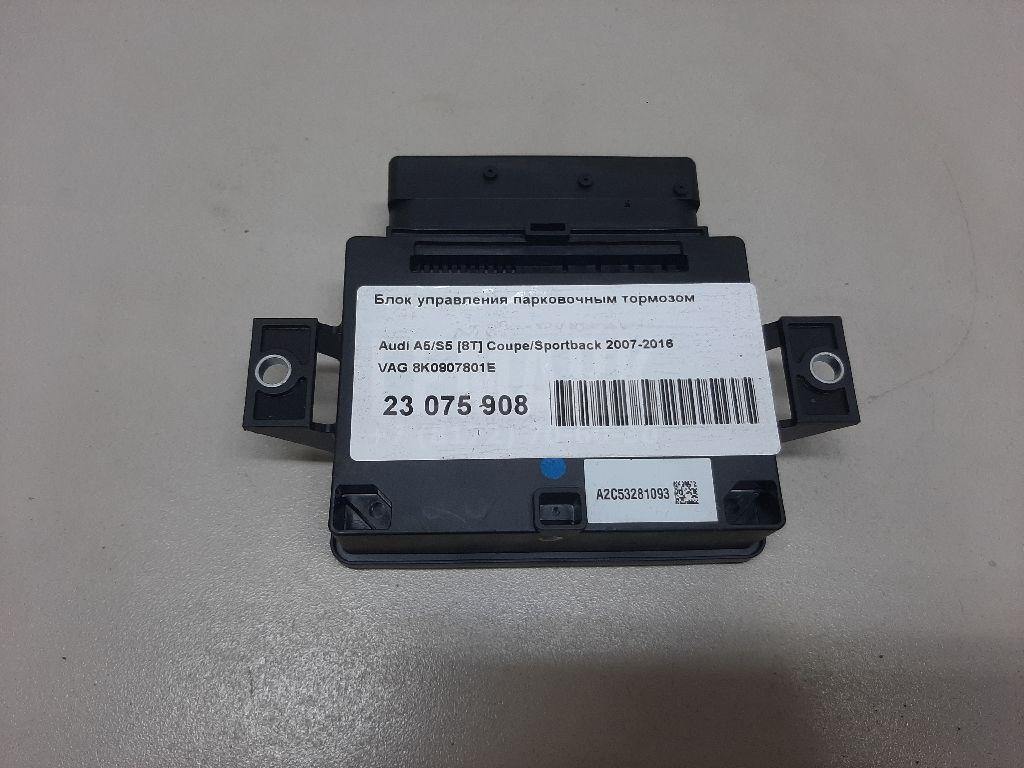 Блок управления парковочным тормозом
Audi A5/S5 [8T] Coupe/Sportback 2007-2016
VAG 8K0907801E
23 075 908
A2C53281093